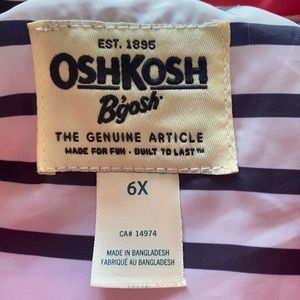 EST. 1895
OSHKOSH
B'gosh
THE GENUINE ARTICLE
MADE FOR FUN · BUILT TO LAST™
6X
CA# 14974
MADE IN BANGLADESH
FABRIQUÉ AU BANGLADESH